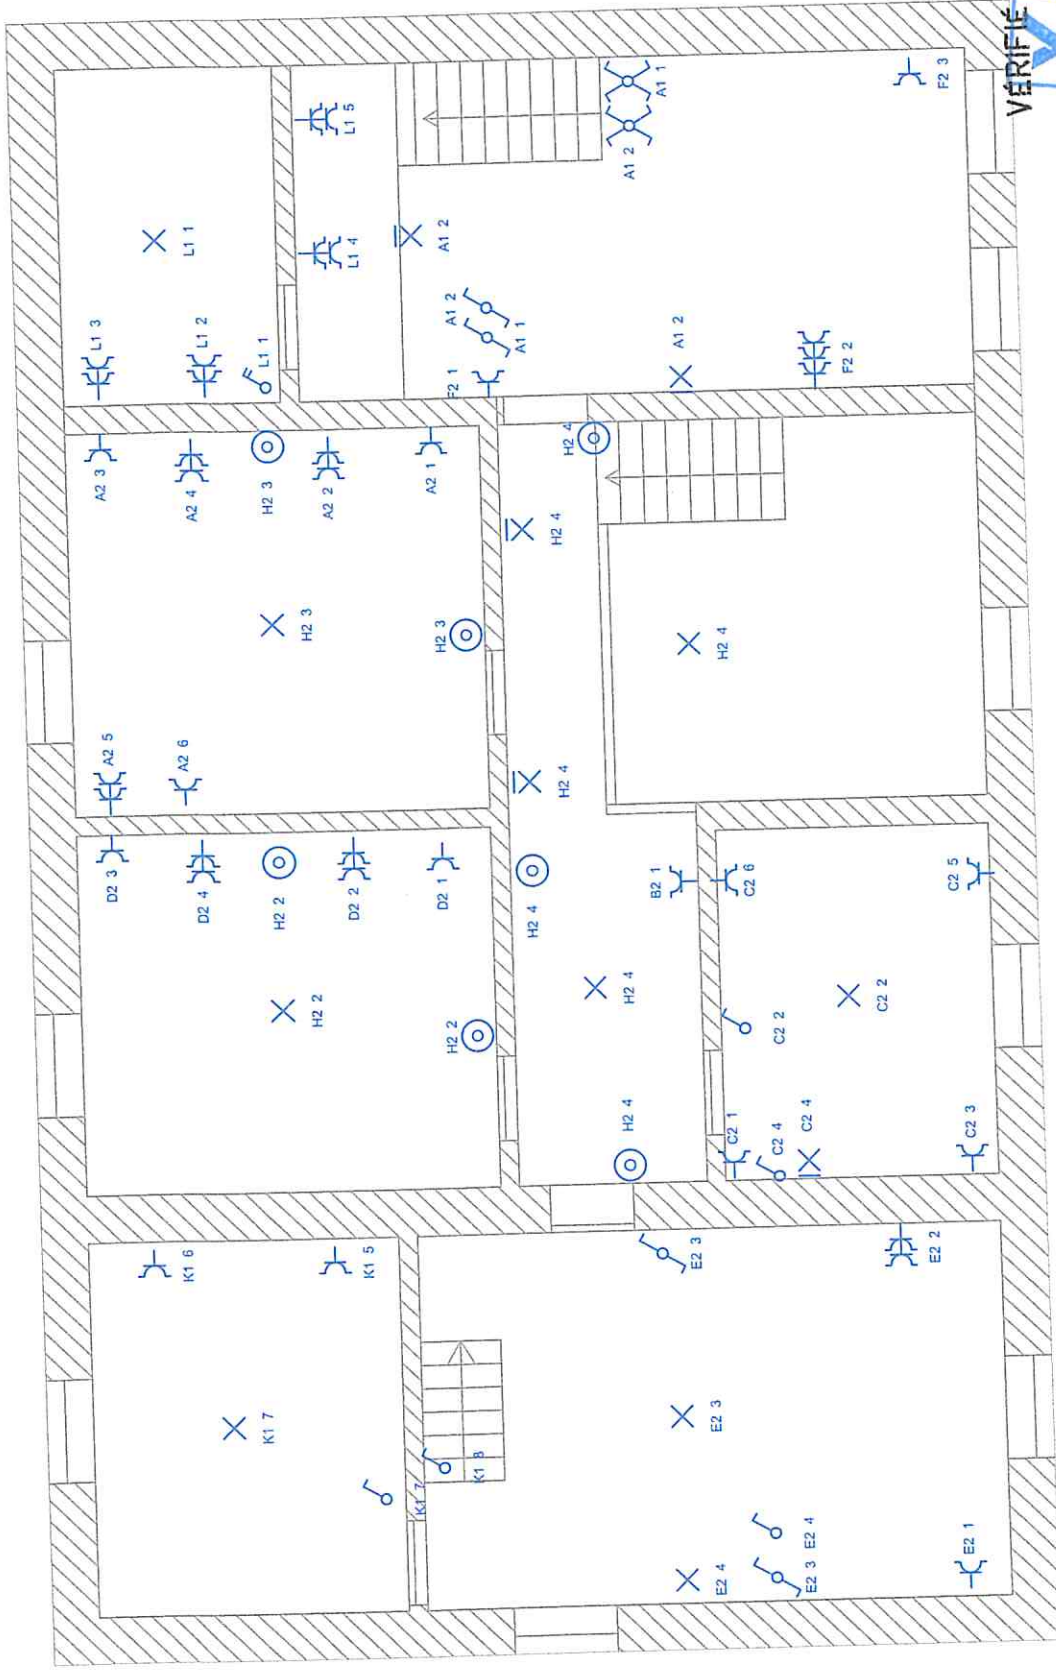 VÉRIFIÉ
L1 5
A1 1
F2 3
A1 2
L1 1
L1 4
A1 2
L1 3
L1 2
L1 1
A1 2
A1 1
F2 1
A1 2
F2 2
A2 3
A2 4
H2 3
A2 2
A2 1
H2 4
H2 4
H2 3
H2 3
H2 4
A2 5
A2 6
H2 4
D2 3
D2 4
H2 2
D2 2
D2 1
H2 4
B2 1
C2 6
C2 5
H2 2
H2 2
H2 4
C2 2
C2 2
H2 4
C2 1
C2 4
C2 4
C2 3
K1 6
K1 5
E2 3
E2 2
K1 7
E2 3
K1 7
K1 8
E2 4
E2 3
E2 4
E2 1